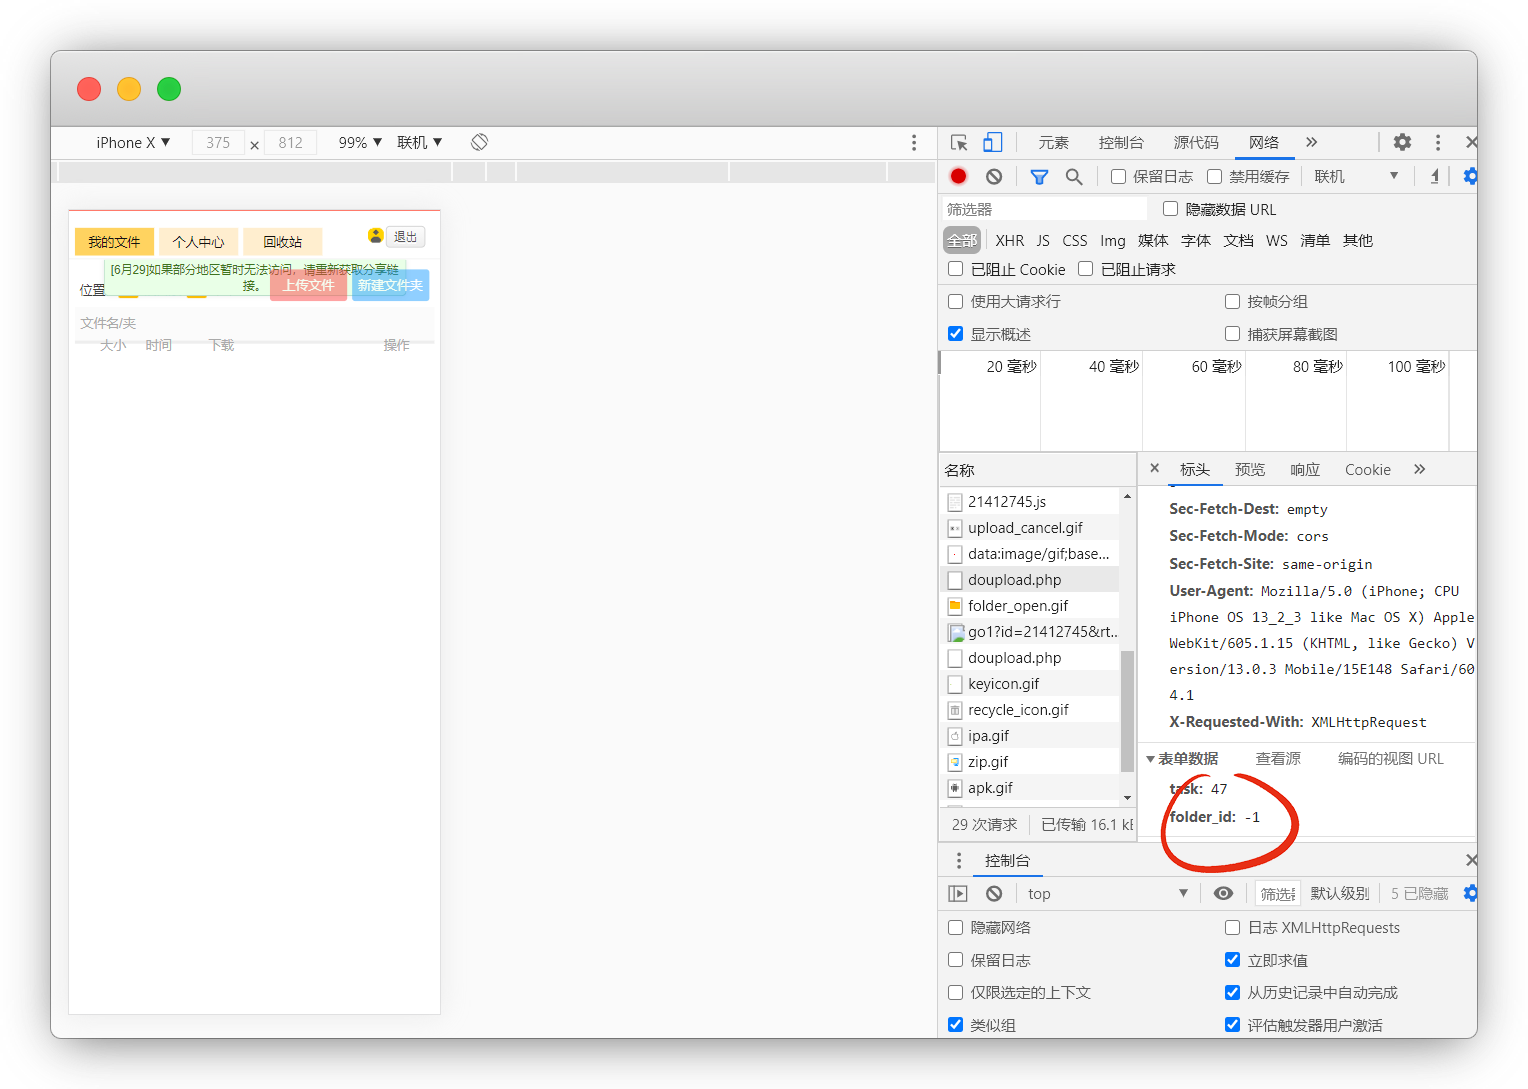 iPhone X ▼ 375 × 812 99% ▼ 联机 ▼
我的文件 个人中心 回收站 退出
[6月29]如果部分地区暂时无法访问，请重新获取分享链
接。
位置 上传文件 新建文件夹
文件名/夹
大小 时间 下载 操作
元素 控制台 源代码 网络 »
保留日志 禁用缓存 联机 ▼
筛选器 隐藏数据 URL
全部 XHR JS CSS Img 媒体 字体 文档 WS 清单 其他
已阻止 Cookie 已阻止请求
使用大请求行 按帧分组
显示概述 捕获屏幕截图
20 毫秒 40 毫秒 60 毫秒 80 毫秒 100 毫秒
名称
21412745.js
upload_cancel.gif
data:image/gif;base...
doupload.php
folder_open.gif
go1?id=21412745&rt...
doupload.php
keyicon.gif
recycle_icon.gif
ipa.gif
zip.gif
apk.gif
29 次请求 已传输 16.1 kE
× 标头 预览 响应 Cookie »
Sec-Fetch-Dest: empty
Sec-Fetch-Mode: cors
Sec-Fetch-Site: same-origin
User-Agent: Mozilla/5.0 (iPhone; CPU
iPhone OS 13_2_3 like Mac OS X) Apple
WebKit/605.1.15 (KHTML, like Gecko) V
ersion/13.0.3 Mobile/15E148 Safari/60
4.1
X-Requested-With: XMLHttpRequest
▼表单数据 查看源 编码的视图 URL
task: 47
folder_id: -1
控制台
top ▼ 筛选 默认级别 5 已隐藏
隐藏网络 日志 XMLHttpRequests
保留日志 立即求值
仅限选定的上下文 从历史记录中自动完成
类似组 评估触发器用户激活